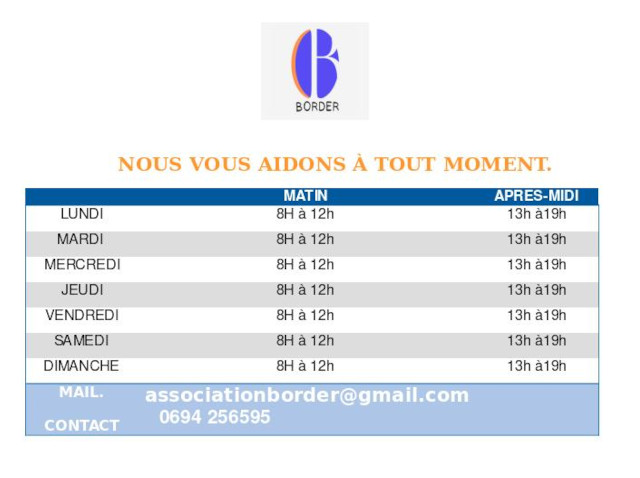 BORDER
NOUS VOUS AIDONS À TOUT MOMENT.
MATIN APRES-MIDI
LUNDI 8H à 12h 13h à19h
MARDI 8H à 12h 13h à19h
MERCREDI 8H à 12h 13h à19h
JEUDI 8H à 12h 13h à19h
VENDREDI 8H à 12h 13h à19h
SAMEDI 8H à 12h 13h à19h
DIMANCHE 8H à 12h 13h à19h
MAIL. associationborder@gmail.com
CONTACT 0694 256595